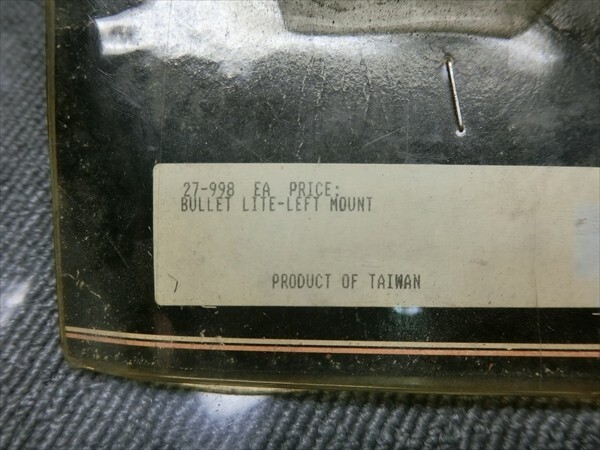 27-998 EA PRICE:
BULLET LITE-LEFT MOUNT
PRODUCT OF TAIWAN